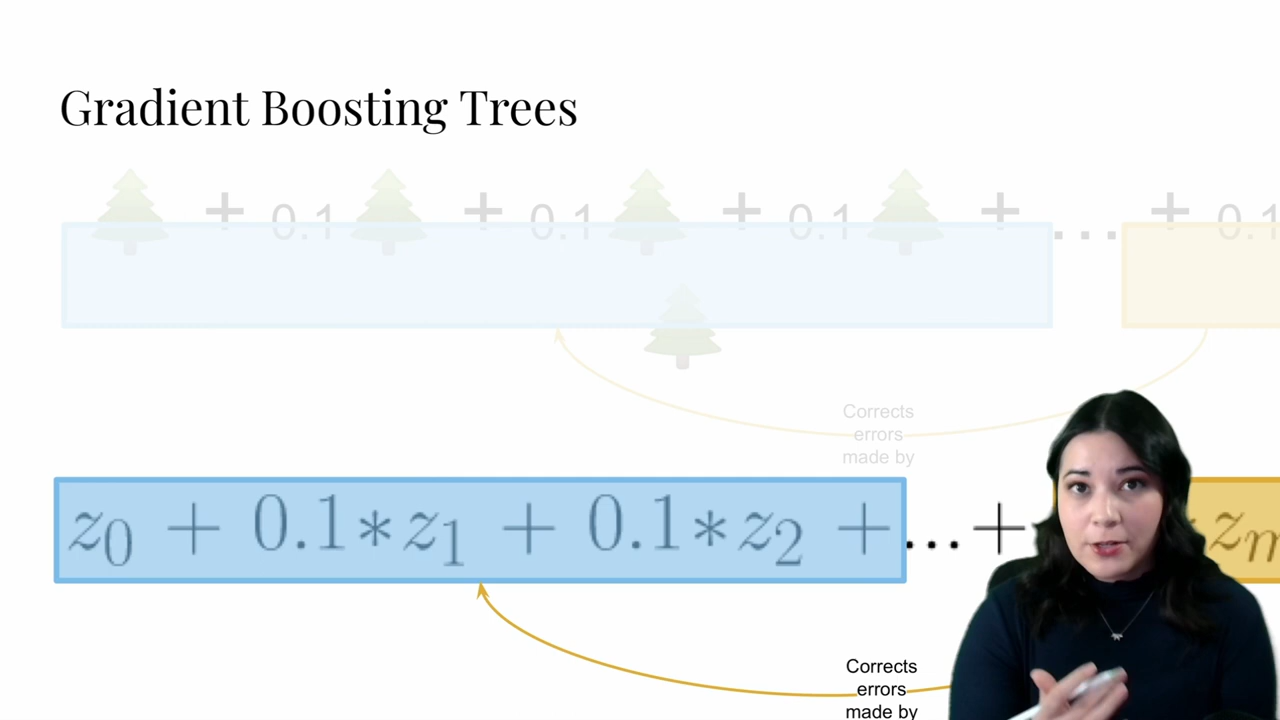 Gradient Boosting Trees
+ 0.1 + 0.1 + 0.1 + ... + 0.1
Corrects
errors
made by
z₀ + 0.1*z₁ + 0.1*z₂ +...+ zₘ
Corrects
errors
made by